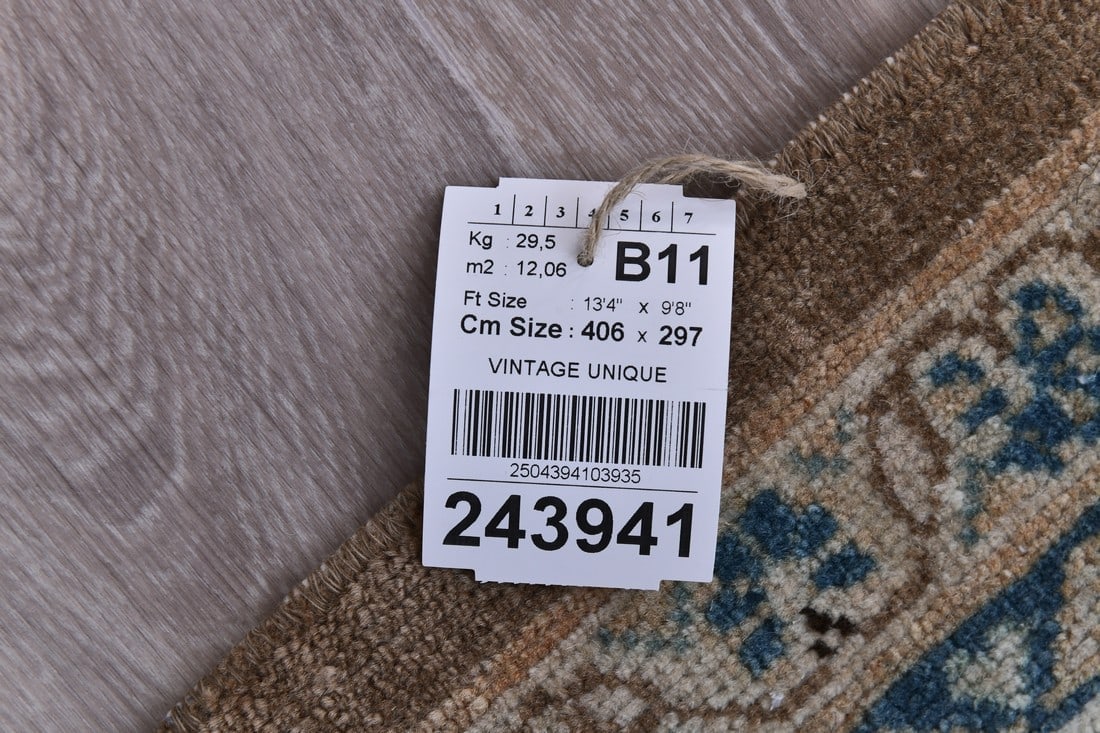 1 2 3 4 5 6 7
Kg : 29,5
m2 : 12,06
B11
Ft Size : 13'4" x 9'8"
Cm Size : 406 x 297
VINTAGE UNIQUE
2504394103935
243941